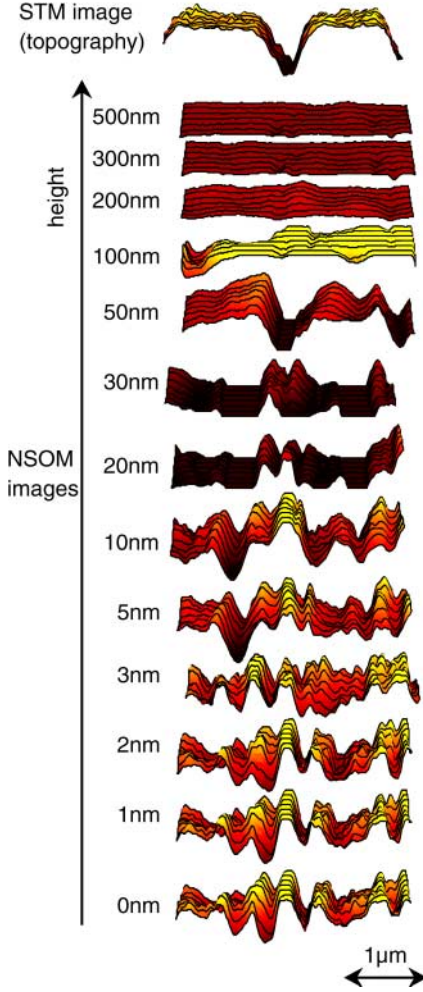 STM image
(topography)
500nm
300nm
200nm
height
100nm
50nm
30nm
NSOM
images
20nm
10nm
5nm
3nm
2nm
1nm
0nm
1µm